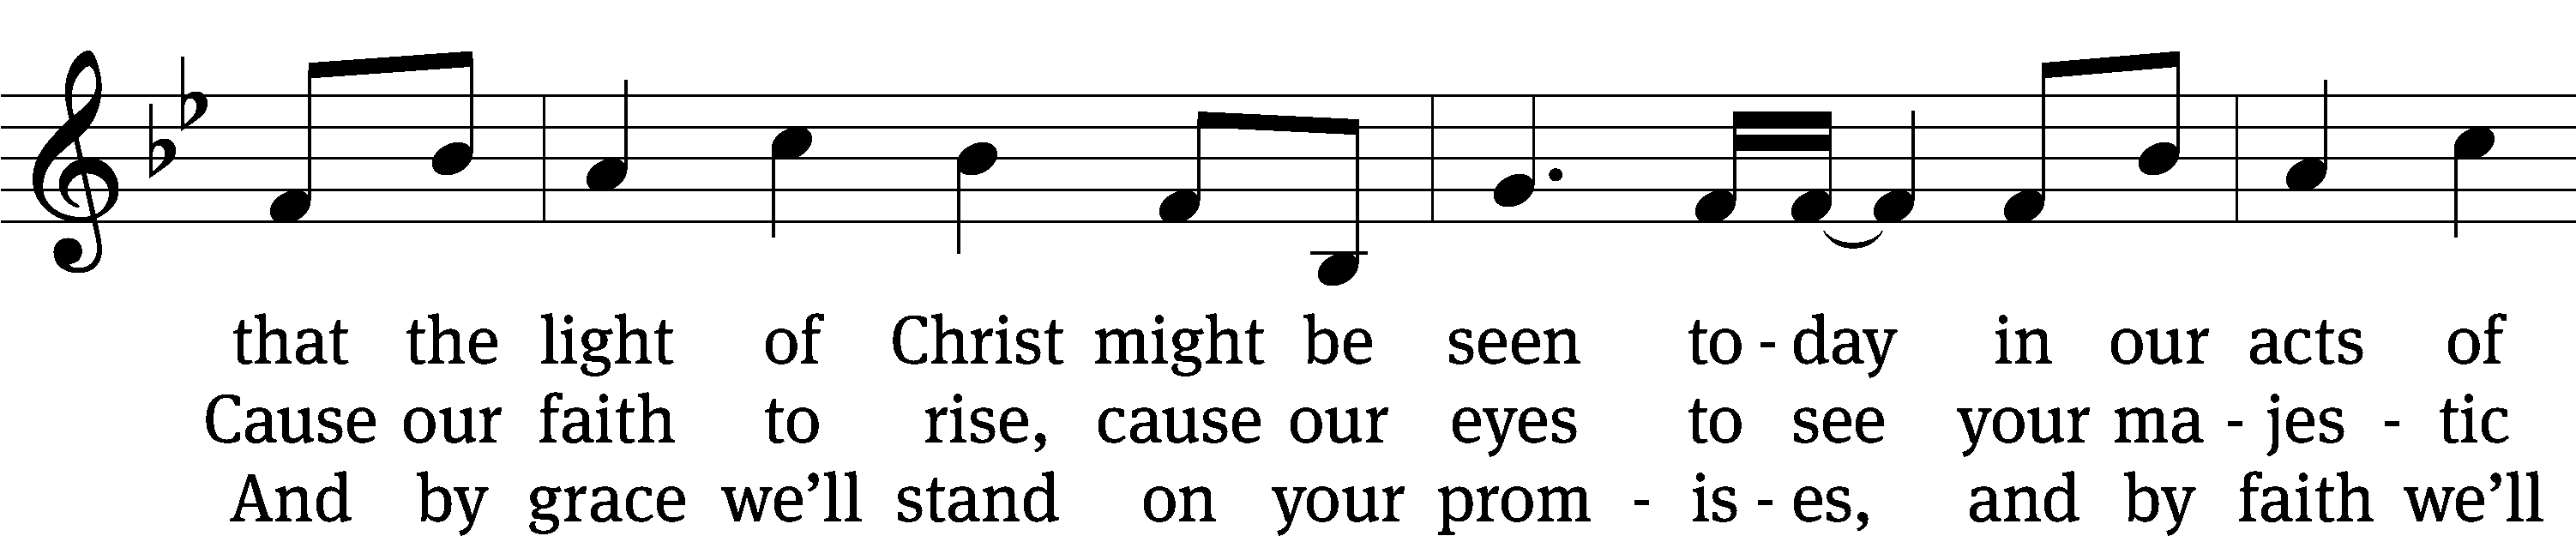 that the light of Christ might be seen to - day in our acts of
Cause our faith to rise, cause our eyes to see your ma - jes - tic
And by grace we’ll stand on your prom - is - es, and by faith we’ll